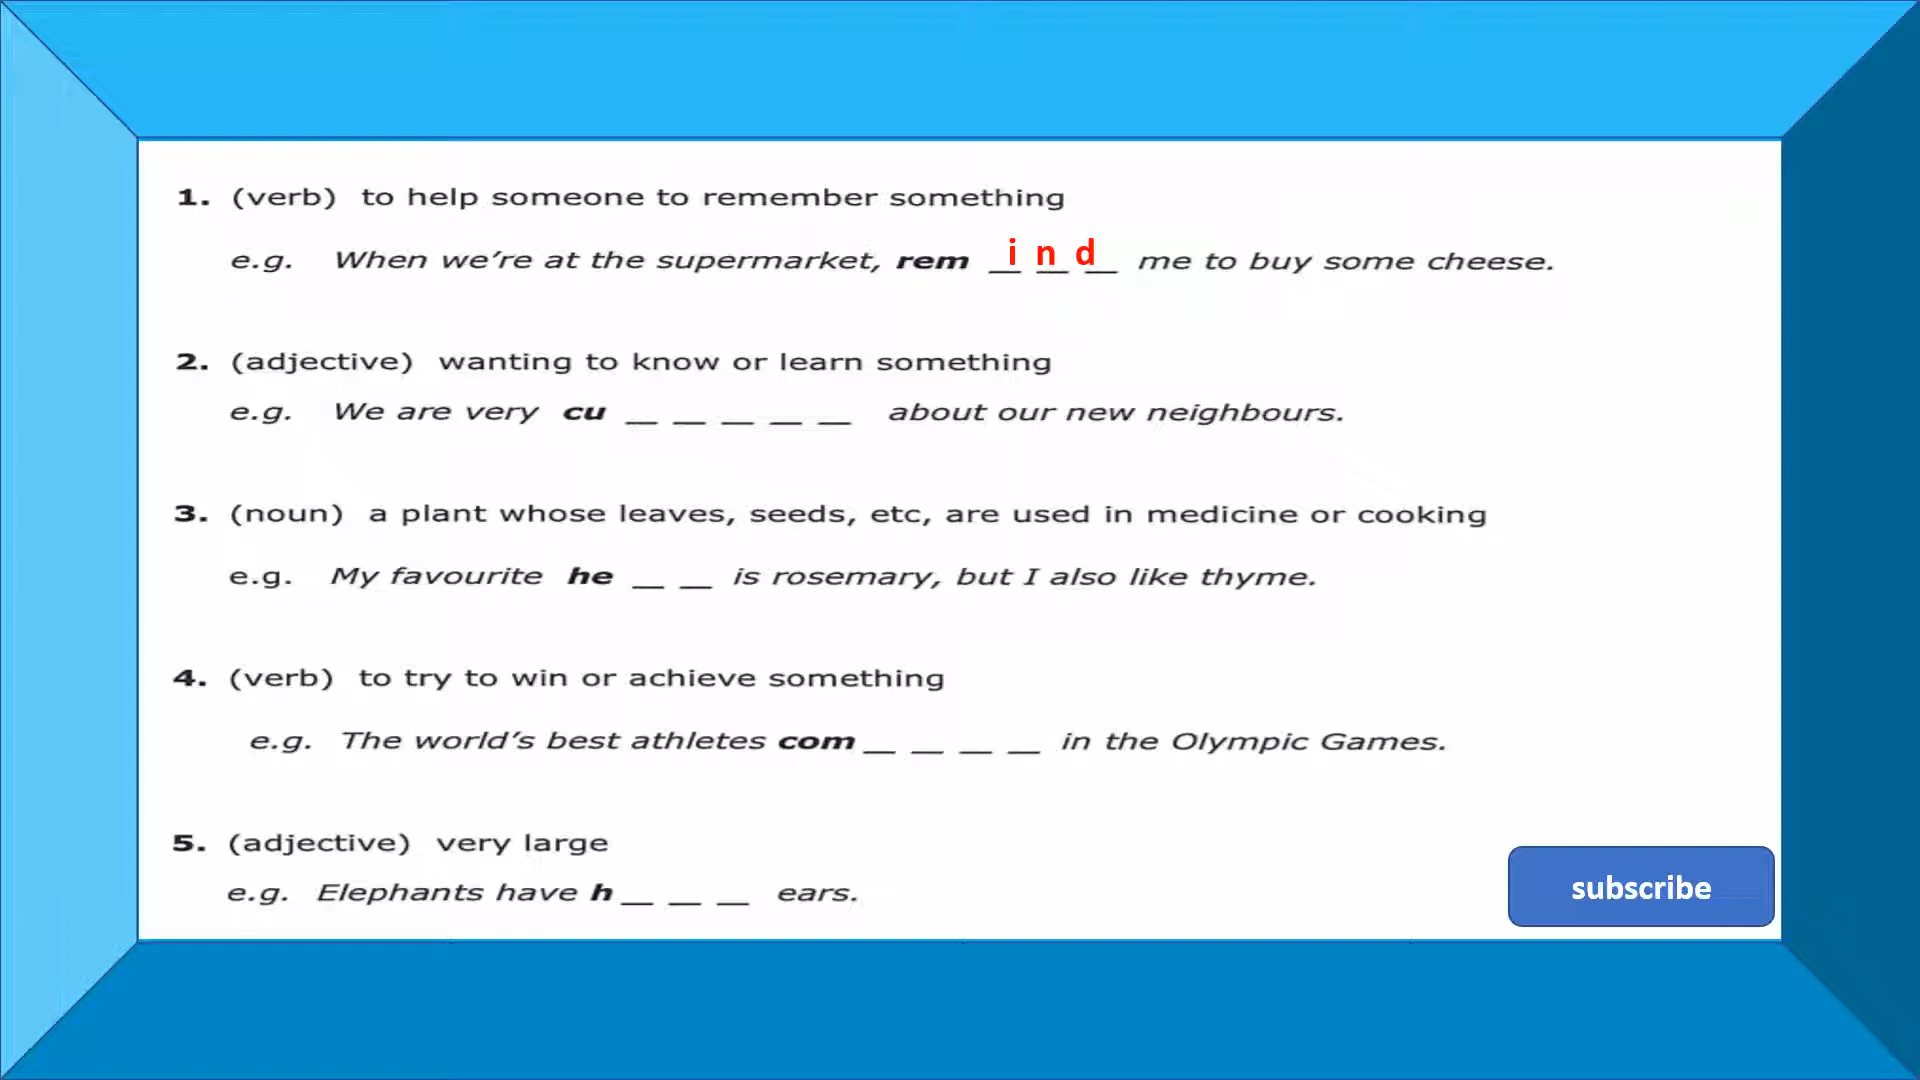 1. (verb) to help someone to remember something
e.g. When we're at the supermarket, rem i n d me to buy some cheese.
2. (adjective) wanting to know or learn something
e.g. We are very cu _ _ _ _ _ about our new neighbours.
3. (noun) a plant whose leaves, seeds, etc, are used in medicine or cooking
e.g. My favourite he _ _ is rosemary, but I also like thyme.
4. (verb) to try to win or achieve something
e.g. The world's best athletes com _ _ _ _ in the Olympic Games.
5. (adjective) very large
e.g. Elephants have h _ _ _ ears.
subscribe